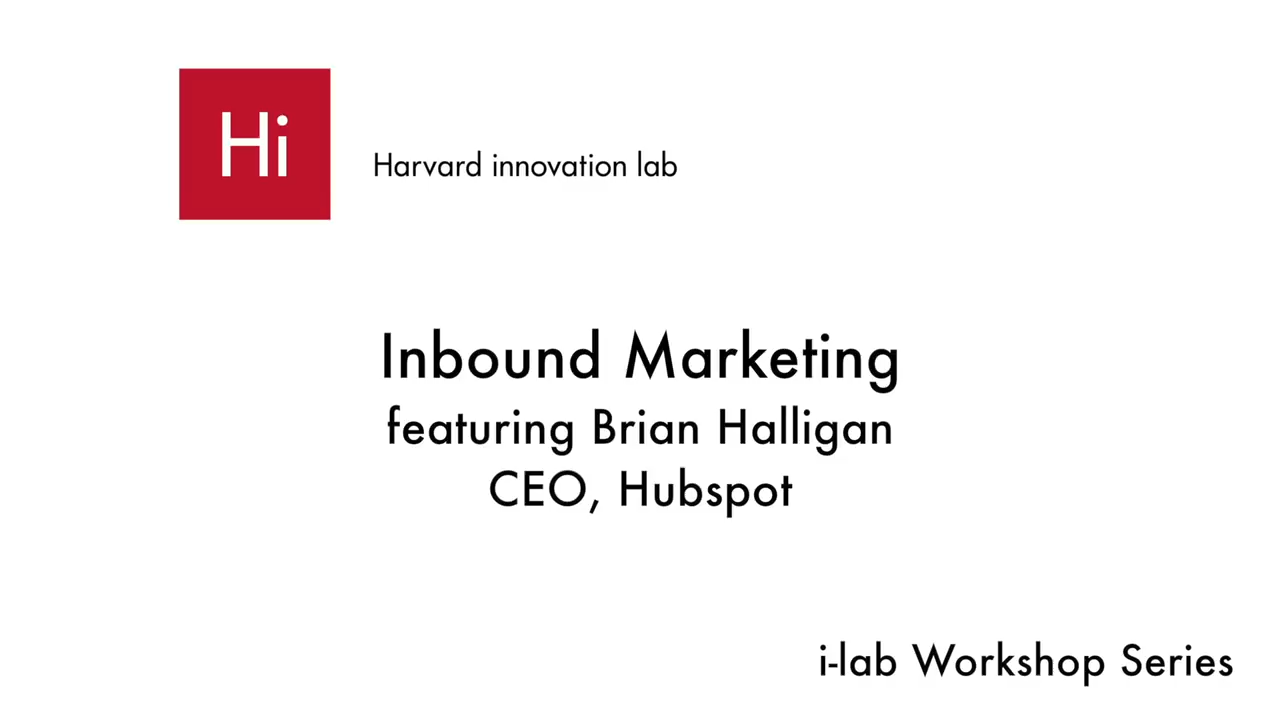 Hi
Harvard innovation lab
Inbound Marketing
featuring Brian Halligan
CEO, Hubspot
i-lab Workshop Series